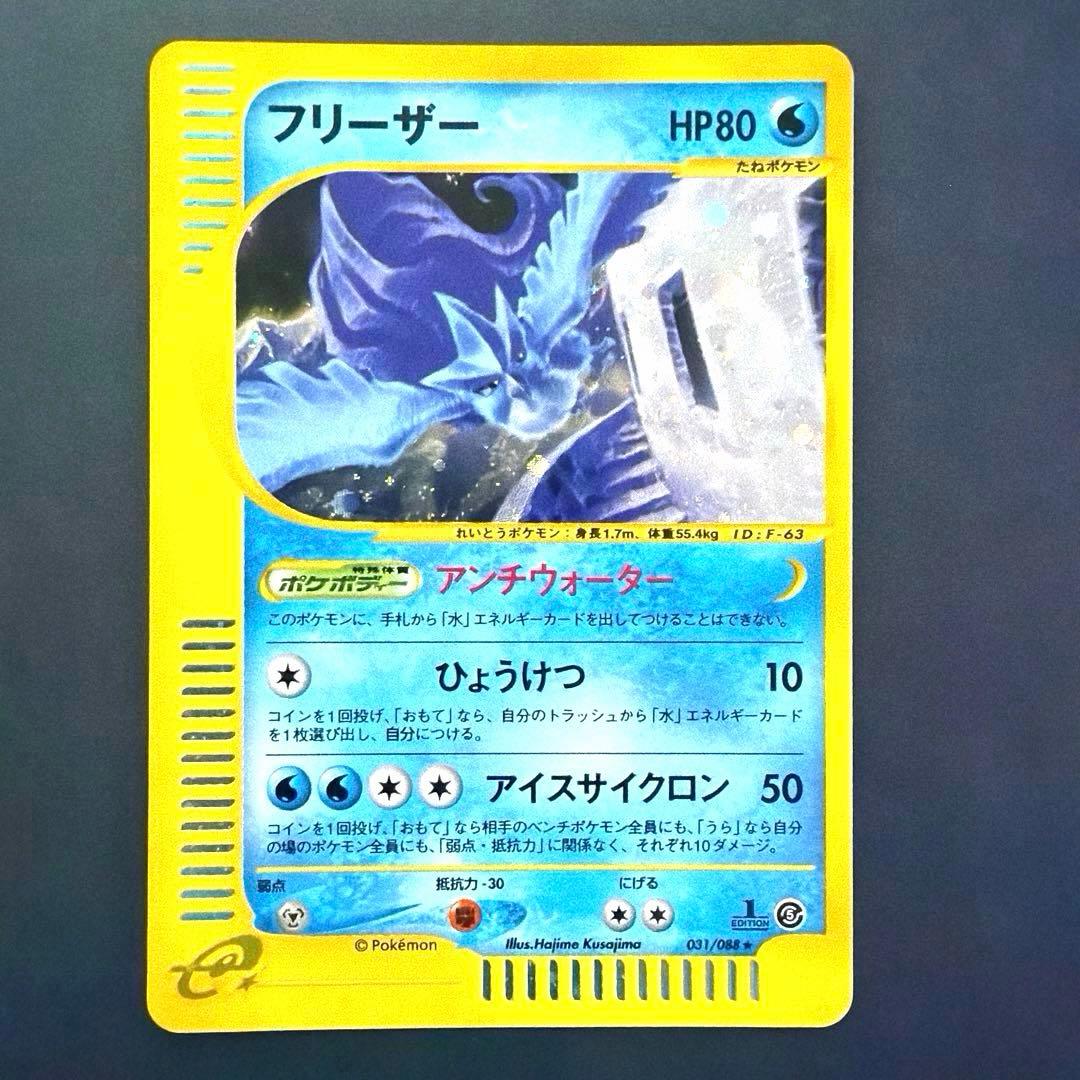 フリーザー HP80
たねポケモン
れいとうポケモン：身長1.7m、体重55.4kg ID：F-63
特殊体質
ポケボディー アンチウォーター
このポケモンに、手札から「水」エネルギーカードを出してつけることはできない。
ひょうけつ 10
コインを1回投げ、「おもて」なら、自分のトラッシュから「水」エネルギーカード
を1枚選び出し、自分につける。
アイスサイクロン 50
コインを1回投げ、「おもて」なら相手のベンチポケモン全員にも、「うら」なら自分
の場のポケモン全員にも、「弱点・抵抗力」に関係なく、それぞれ10ダメージ。
弱点 抵抗力 -30 にげる
1
EDITION
5
© Pokémon Illus.Hajime Kusajima 031/088★
e